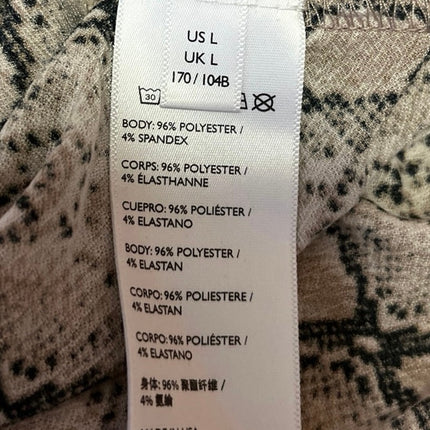 US L
UK L
170 / 104B
30
BODY: 96% POLYESTER /
4% SPANDEX
CORPS: 96% POLYESTER /
4% ÉLASTHANNE
CUERPO: 96% POLIÉSTER /
4% ELASTANO
BODY: 96% POLYESTER /
4% ELASTAN
CORPO: 96% POLIESTERE /
4% ELASTAN
CORPO: 96% POLIÉSTER /
4% ELASTANO
身体: 96% 聚酯纤维 /
4% 氨纶